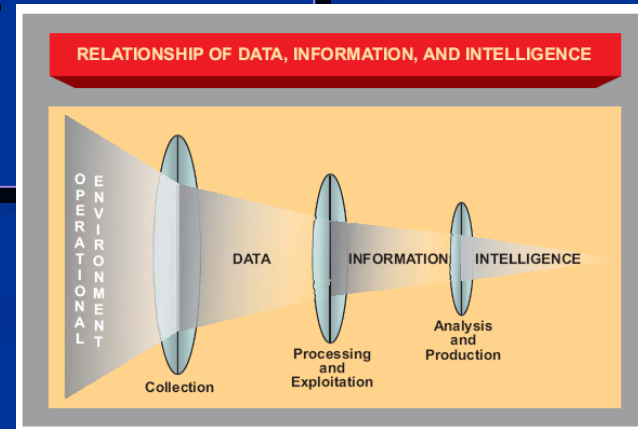 RELATIONSHIP OF DATA, INFORMATION, AND INTELLIGENCE
OPERATIONAL
ENVIRONMENT
DATA
INFORMATION
INTELLIGENCE
Collection
Processing
and
Exploitation
Analysis
and
Production